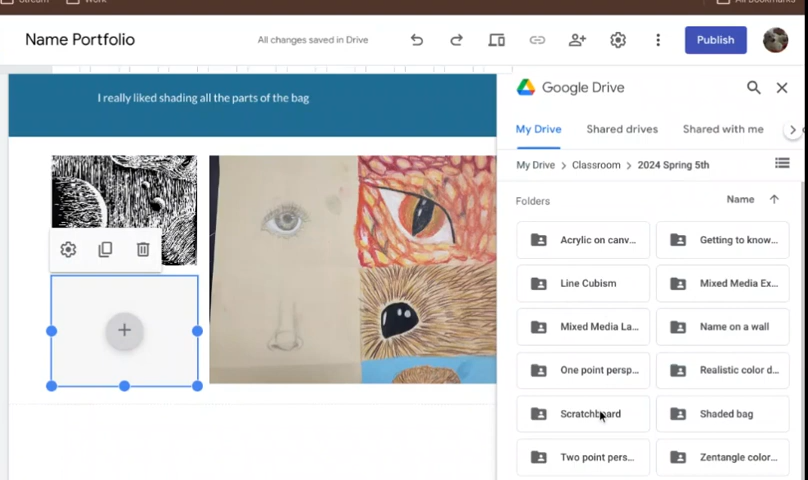 Stream
Work
All Bookmarks
Name Portfolio
All changes saved in Drive
Publish
I really liked shading all the parts of the bag
Google Drive
My Drive
Shared drives
Shared with me
My Drive > Classroom > 2024 Spring 5th
Folders
Name
Acrylic on canv...
Getting to know...
Line Cubism
Mixed Media Ex...
Mixed Media La...
Name on a wall
One point persp...
Realistic color d...
Scratchboard
Shaded bag
Two point pers...
Zentangle color...